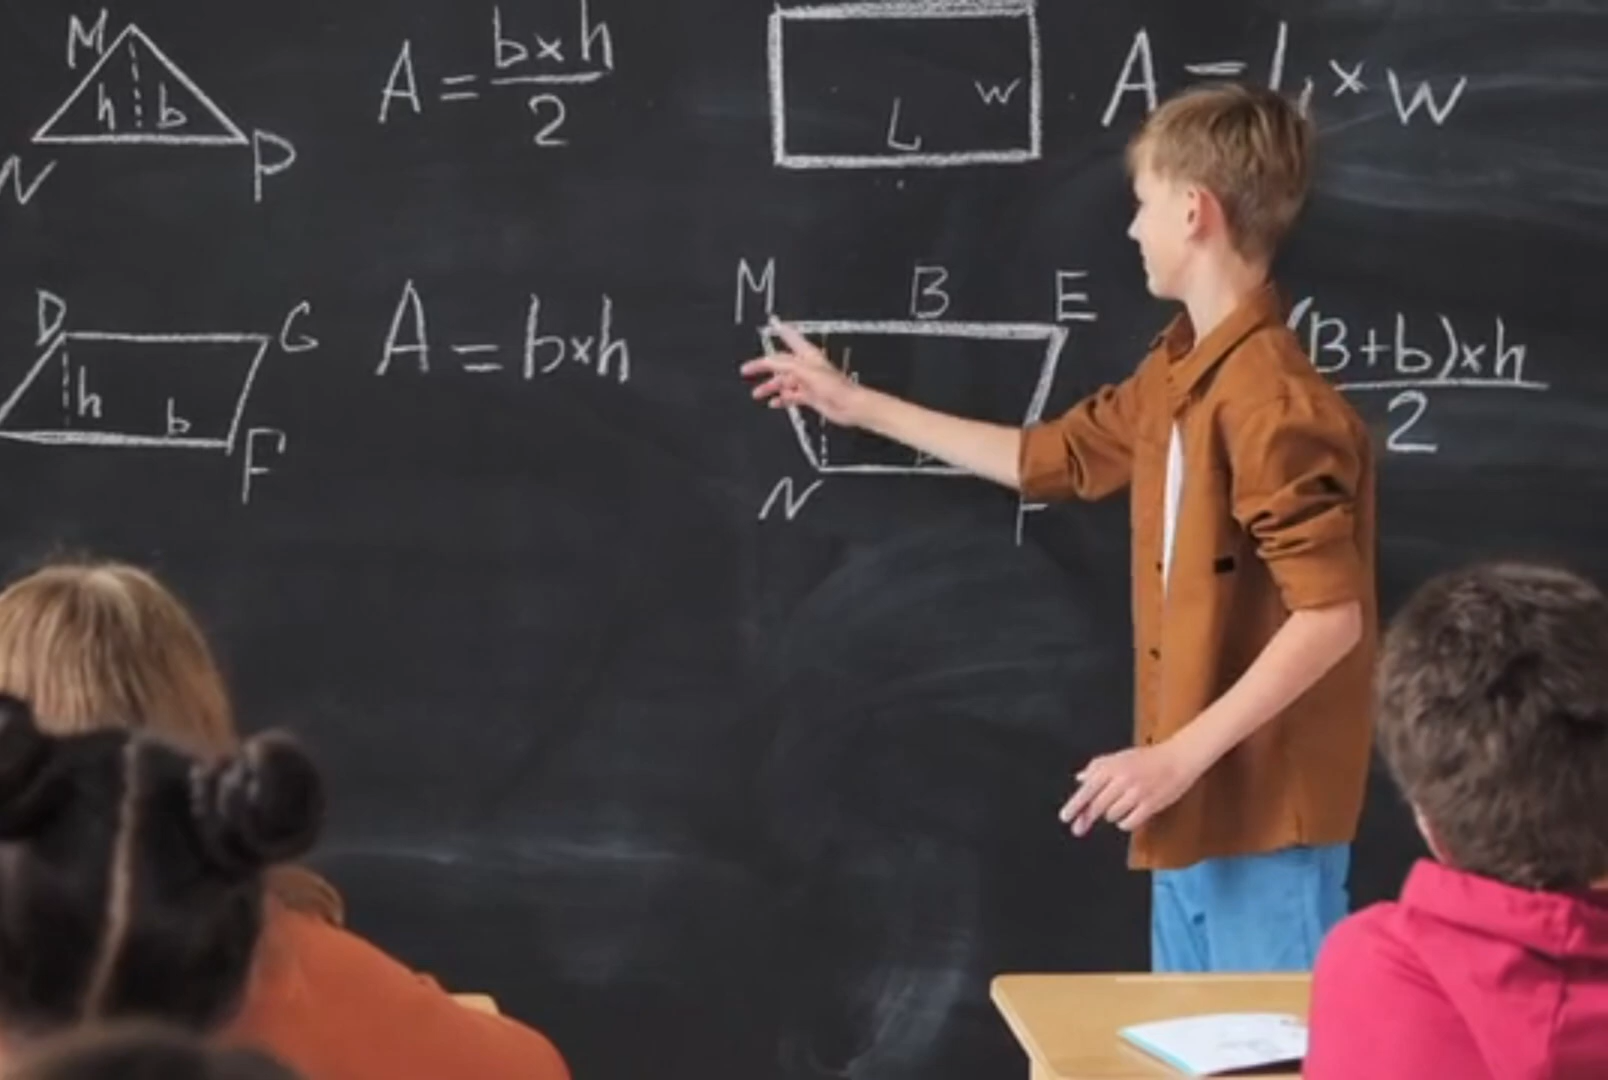 M
h b
N P
A = b×h / 2
L w
A = L × w
D G
h b
F
A = b×h
M B E
h
b
N F
(B+b)×h / 2